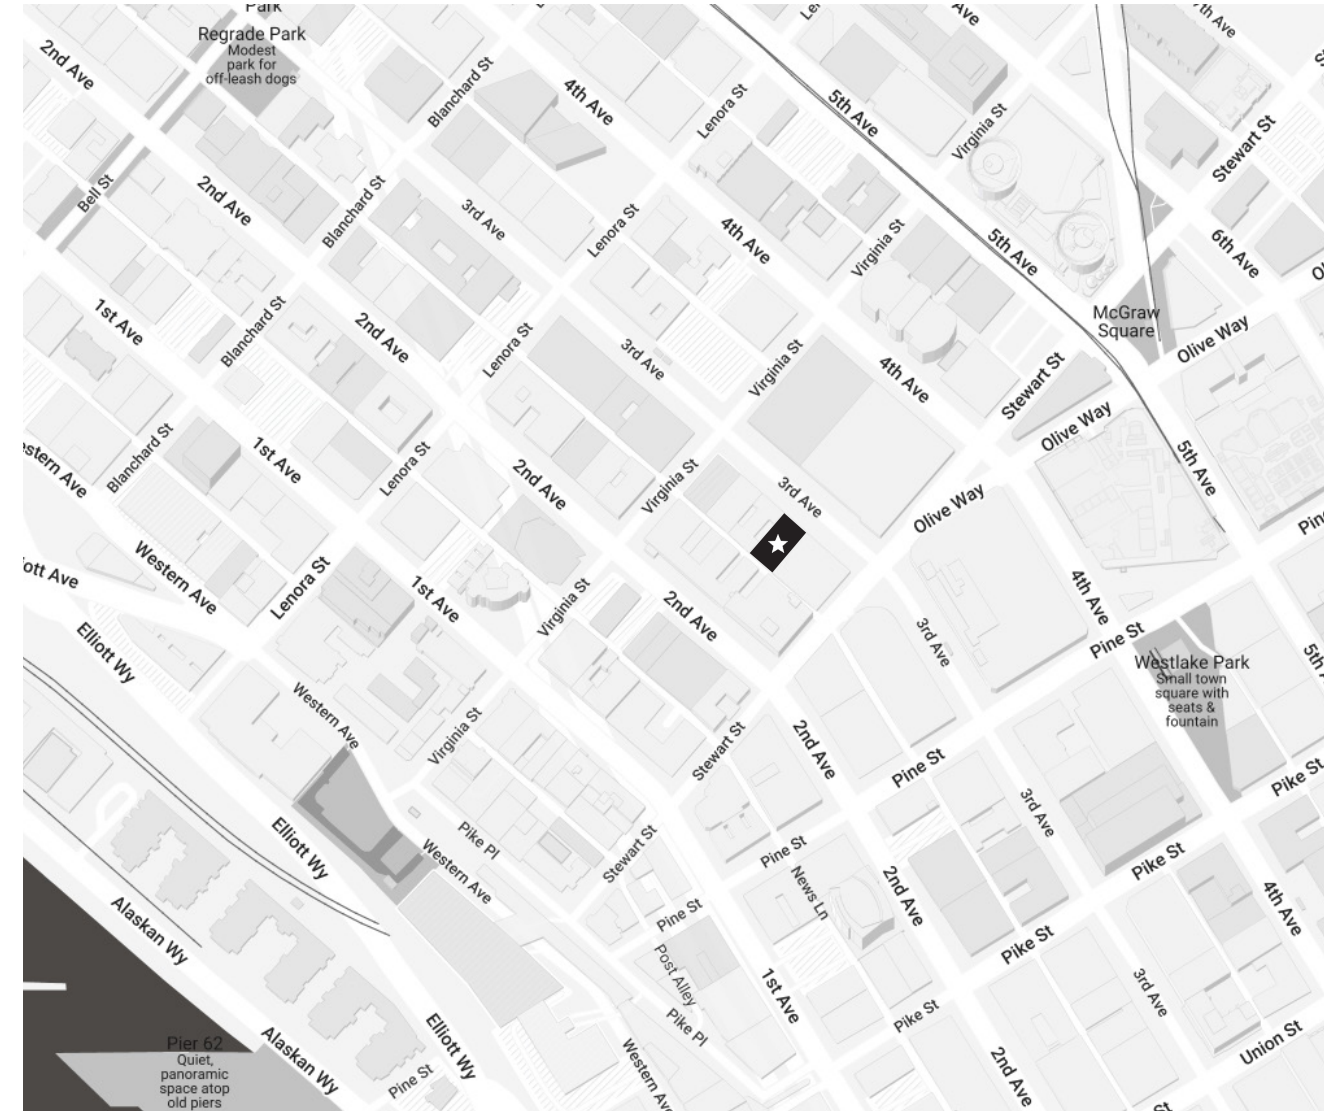 Park
Regrade Park
Modest
park for
off-leash dogs
2nd Ave
Blanchard St
4th Ave
Lenora St
5th Ave
Virginia St
7th Ave
Stewart St
Ave
Bell St
2nd Ave
Blanchard St
3rd Ave
Lenora St
4th Ave
Virginia St
5th Ave
6th Ave
1st Ave
Blanchard St
2nd Ave
Lenora St
3rd Ave
Virginia St
4th Ave
Stewart St
McGraw
Square
Olive Way
Olive Way
5th Ave
Blanchard St
1st Ave
Lenora St
2nd Ave
Virginia St
3rd Ave
Olive Way
Western Ave
Lenora St
1st Ave
Virginia St
2nd Ave
3rd Ave
4th Ave
Pine St
Westlake Park
Small town
square with
seats &
fountain
Elliott Wy
Western Ave
Virginia St
Stewart St
2nd Ave
Pine St
3rd Ave
Pike St
Elliott Wy
Pike Pl
Western Ave
Stewart St
Pine St
News Ln
2nd Ave
Pike St
4th Ave
Alaskan Wy
Pine St
Post Alley
Pike Pl
1st Ave
Pike St
Pike St
3rd Ave
Union St
Pier 62
Quiet,
panoramic
space atop
old piers
Alaskan Wy
Pine St
Elliott Wy
Western Ave
2nd Ave